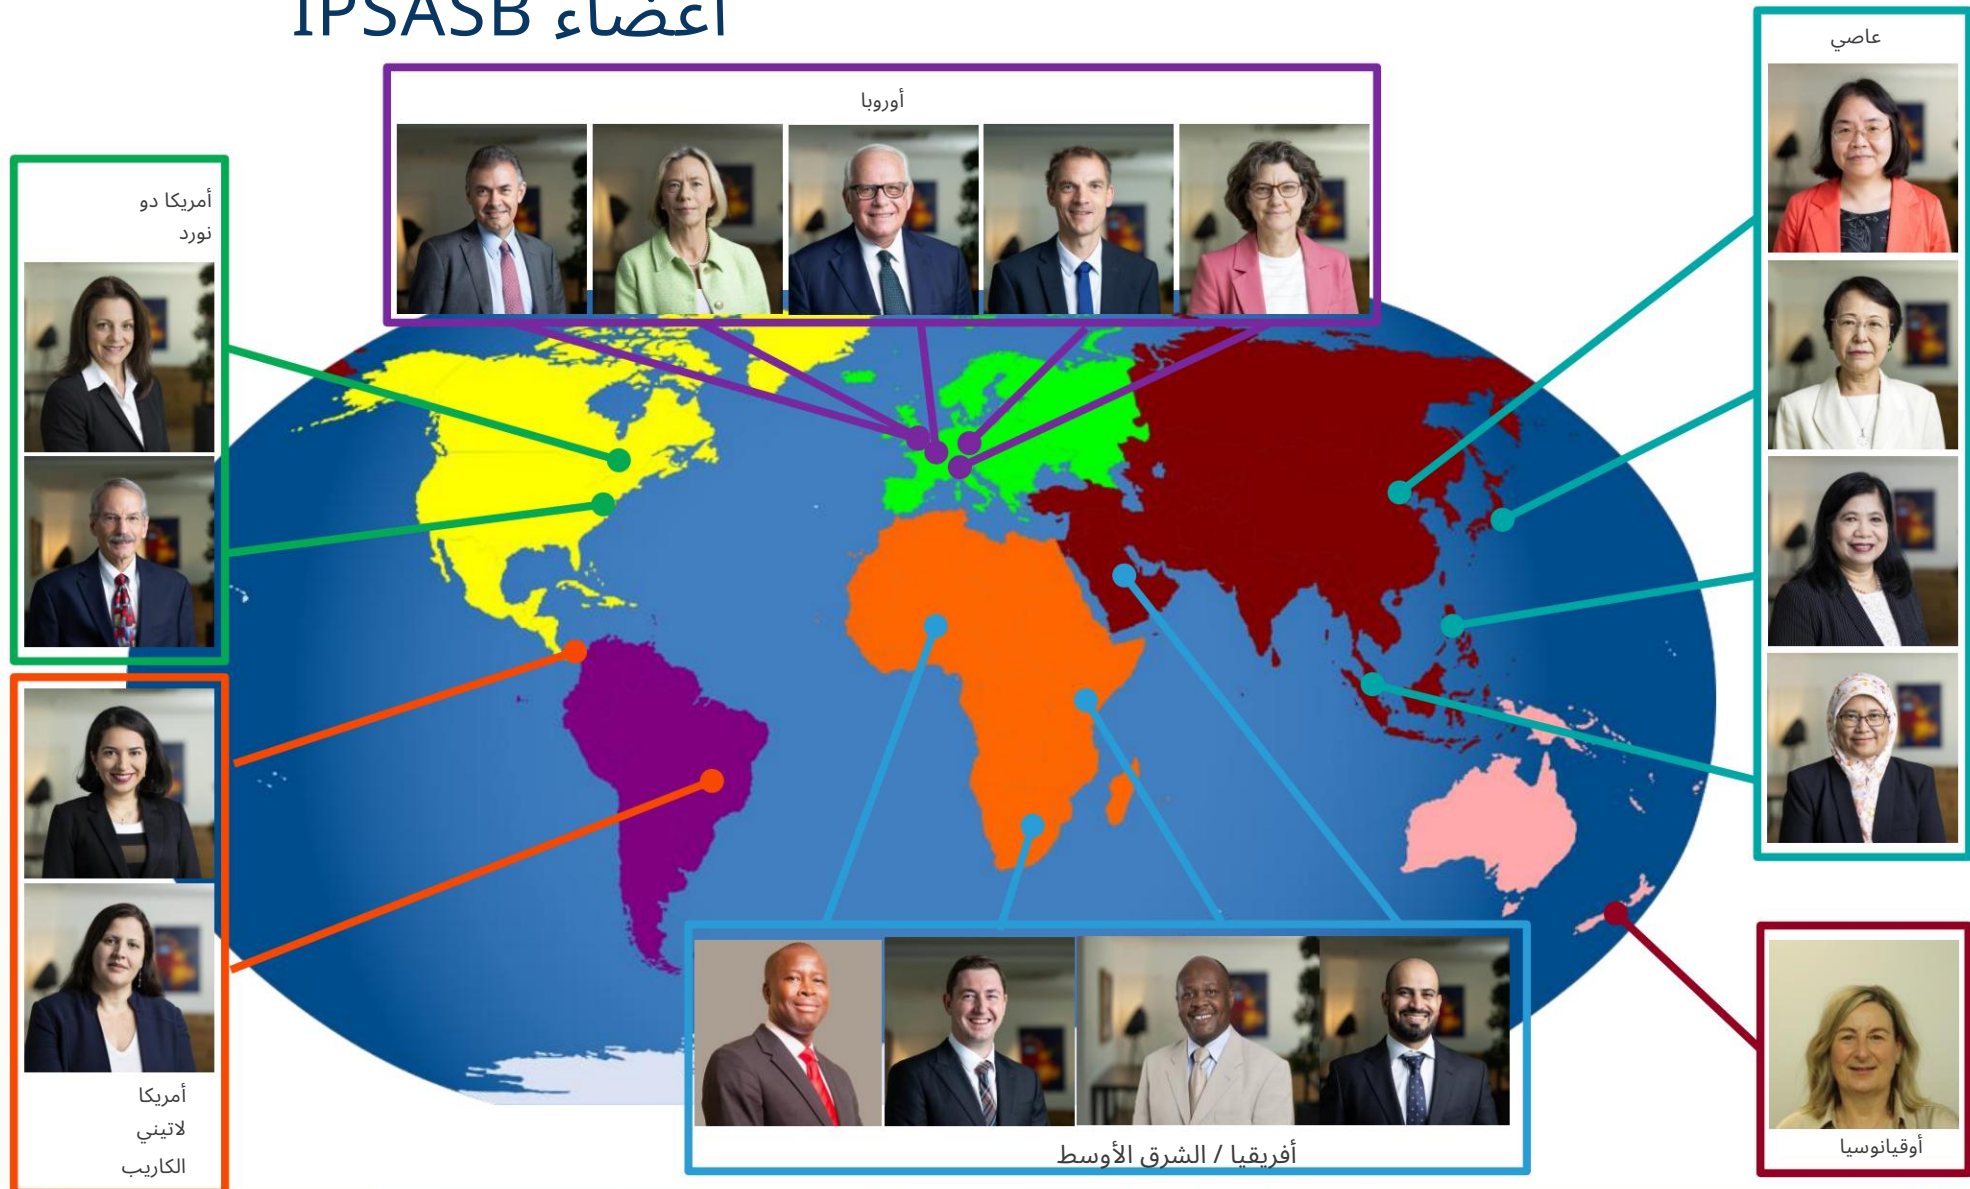 أعضاء IPSASB
عاصي
أوروبا
أمريكا دو
نورد
أمريكا
لاتيني
الكاريب
أفريقيا / الشرق الأوسط
أوقيانوسيا